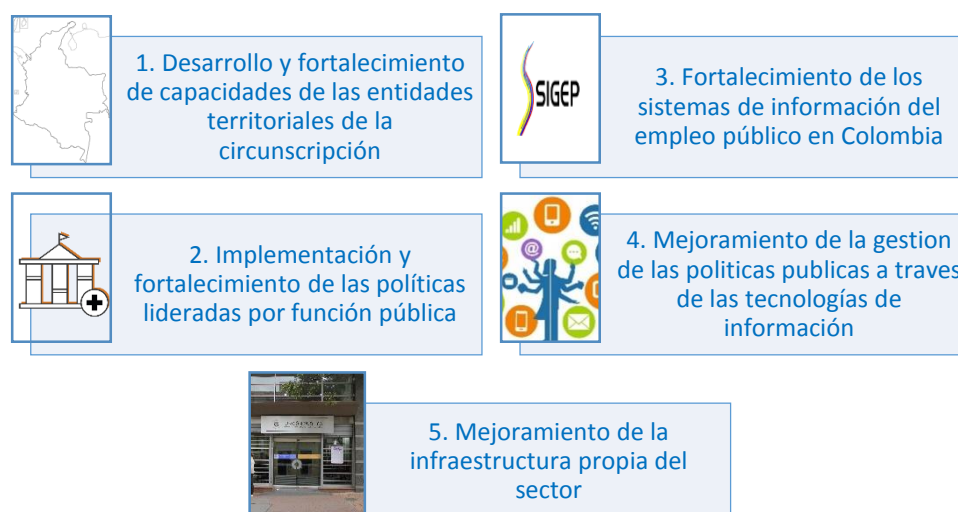 1. Desarrollo y fortalecimiento
de capacidades de las entidades
territoriales de la
circunscripción
SIGEP
3. Fortalecimiento de los
sistemas de información del
empleo público en Colombia
2. Implementación y
fortalecimiento de las políticas
lideradas por función pública
@
4. Mejoramiento de la gestion
de las politicas publicas a traves
de las tecnologías de
información
5. Mejoramiento de la
infraestructura propia del
sector